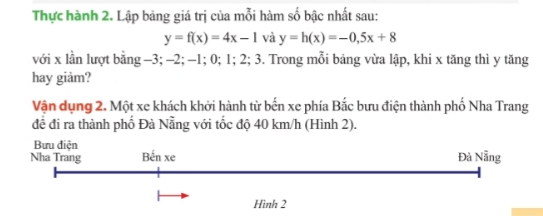 Thực hành 2. Lập bảng giá trị của mỗi hàm số bậc nhất sau:
y = f(x) = 4x – 1 và y = h(x) = –0,5x + 8
với x lần lượt bằng –3; –2; –1; 0; 1; 2; 3. Trong mỗi bảng vừa lập, khi x tăng thì y tăng
hay giảm?
Vận dụng 2. Một xe khách khởi hành từ bến xe phía Bắc bưu điện thành phố Nha Trang
để đi ra thành phố Đà Nẵng với tốc độ 40 km/h (Hình 2).
Bưu điện
Nha Trang Bến xe Đà Nẵng
Hình 2